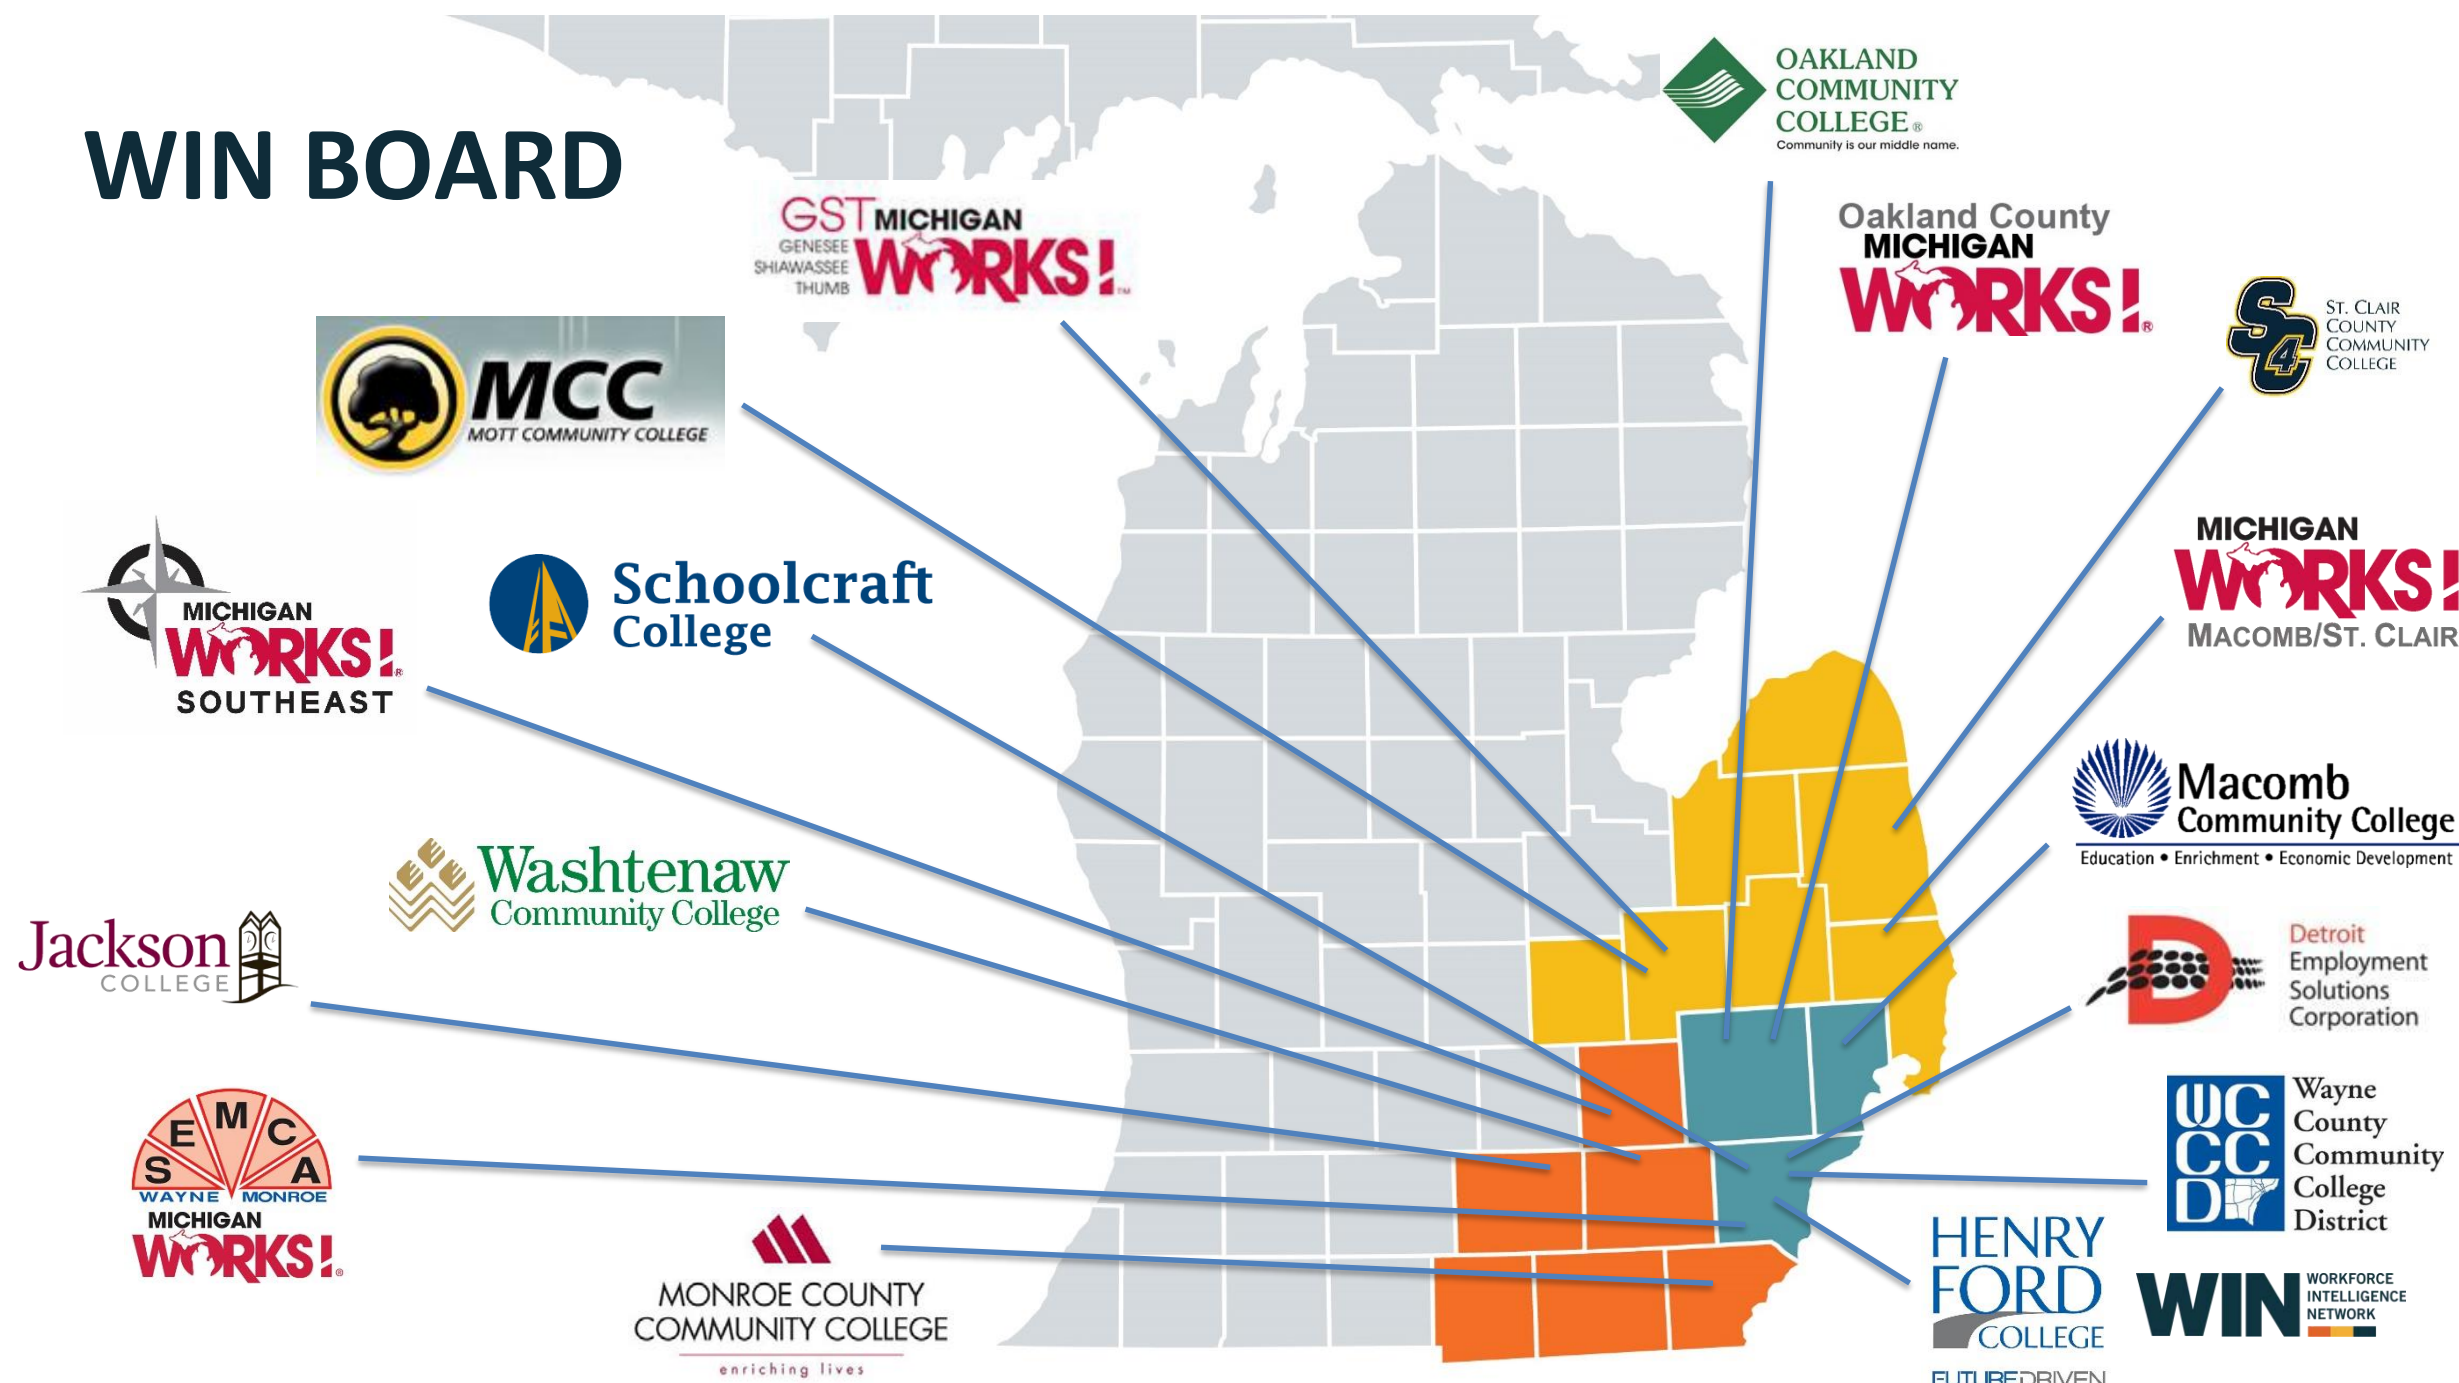 WIN BOARD
OAKLAND
COMMUNITY
COLLEGE®
Community is our middle name.
GST MICHIGAN
GENESEE
SHIAWASSEE
THUMB
WORKS! TM
Oakland County
MICHIGAN
WORKS!®
SC4
ST. CLAIR
COUNTY
COMMUNITY
COLLEGE
MCC
MOTT COMMUNITY COLLEGE
MICHIGAN
WORKS!®
SOUTHEAST
Schoolcraft
College
MICHIGAN
WORKS!
MACOMB/ST. CLAIR
Macomb
Community College
Education • Enrichment • Economic Development
Washtenaw
Community College
Jackson
COLLEGE
D
Detroit
Employment
Solutions
Corporation
SEMCA
WAYNE MONROE
MICHIGAN
WORKS!®
WCCCD
Wayne
County
Community
College
District
MONROE COUNTY
COMMUNITY COLLEGE
enriching lives
HENRY
FORD
COLLEGE
FUTUREDRIVEN
WIN
WORKFORCE
INTELLIGENCE
NETWORK